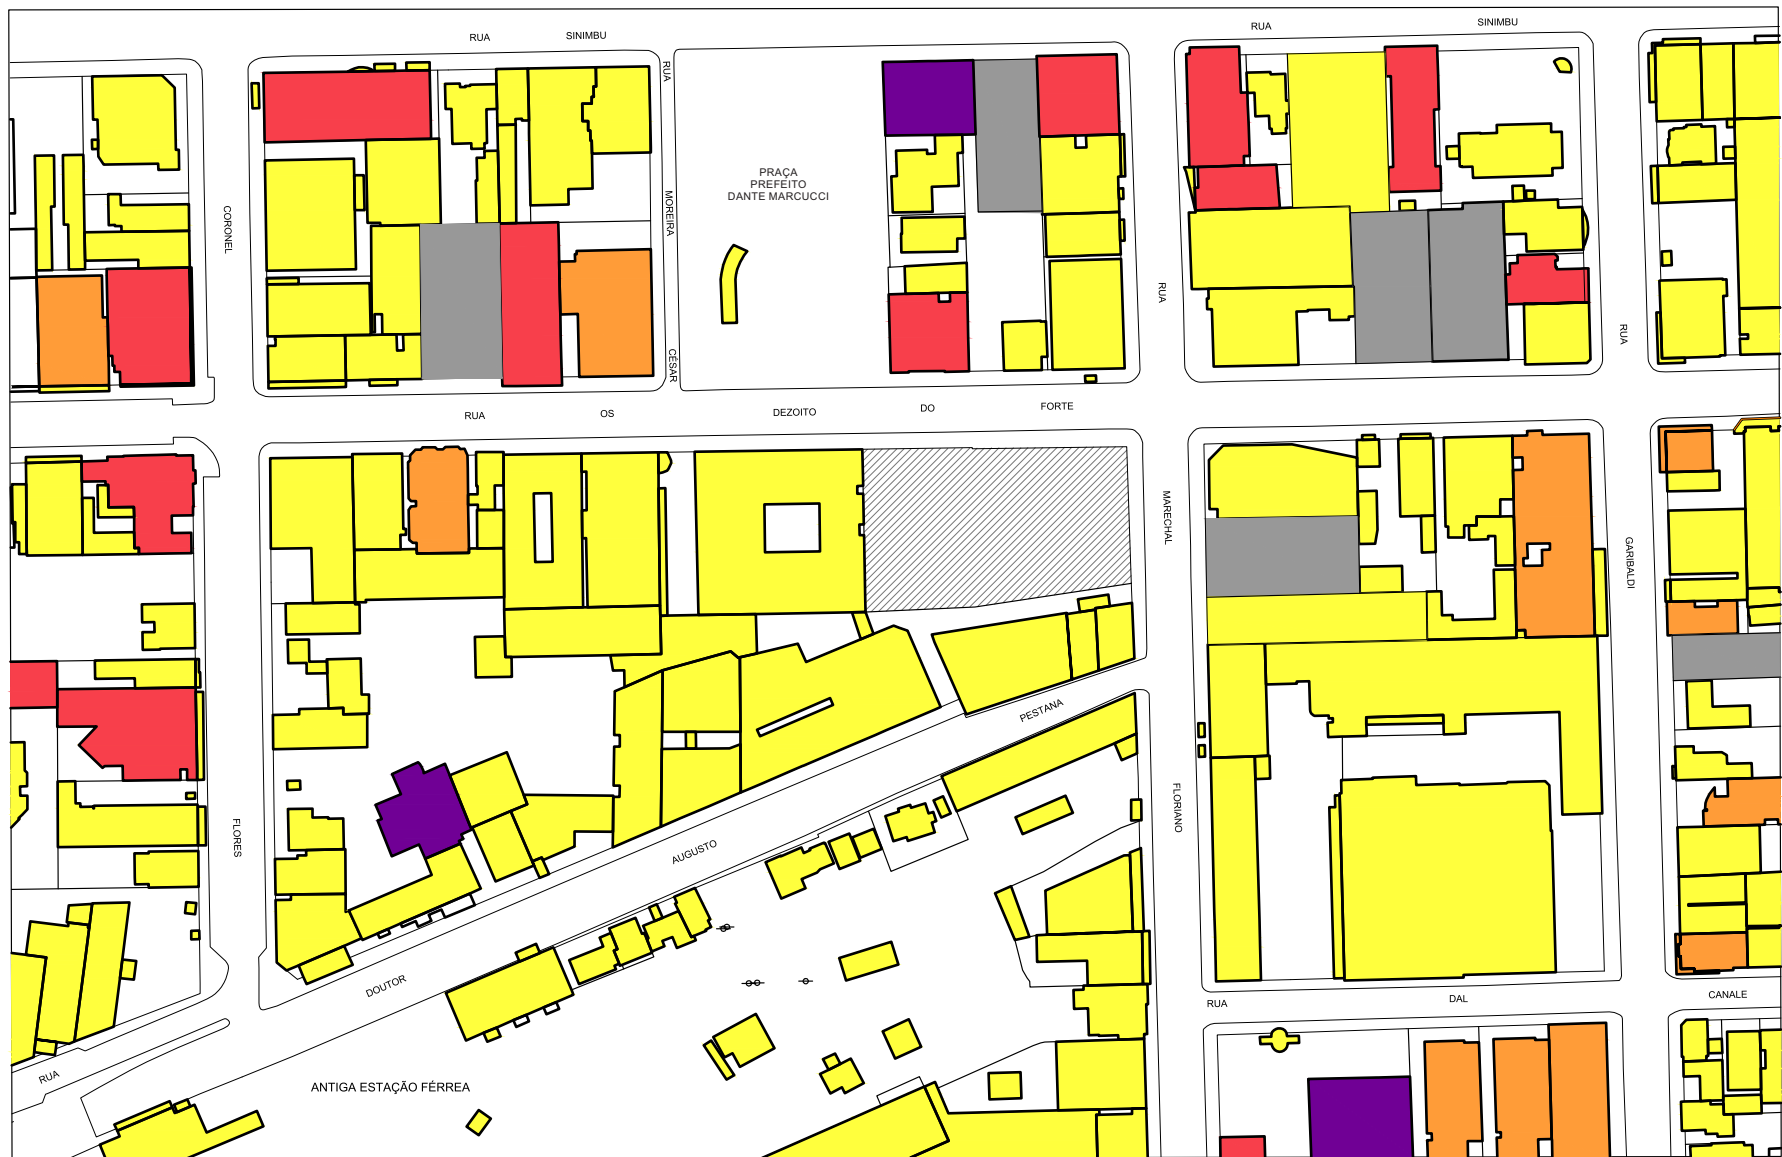 RUA SINIMBU
RUA SINIMBU
RUA
MOREIRA
CÉSAR
PRAÇA
PREFEITO
DANTE MARCUCCI
CORONEL
FLORES
RUA
RUA
RUA OS DEZOITO DO FORTE
MARECHAL
FLORIANO
GARIBALDI
RUA DOUTOR AUGUSTO PESTANA
RUA DAL CANALE
ANTIGA ESTAÇÃO FÉRREA